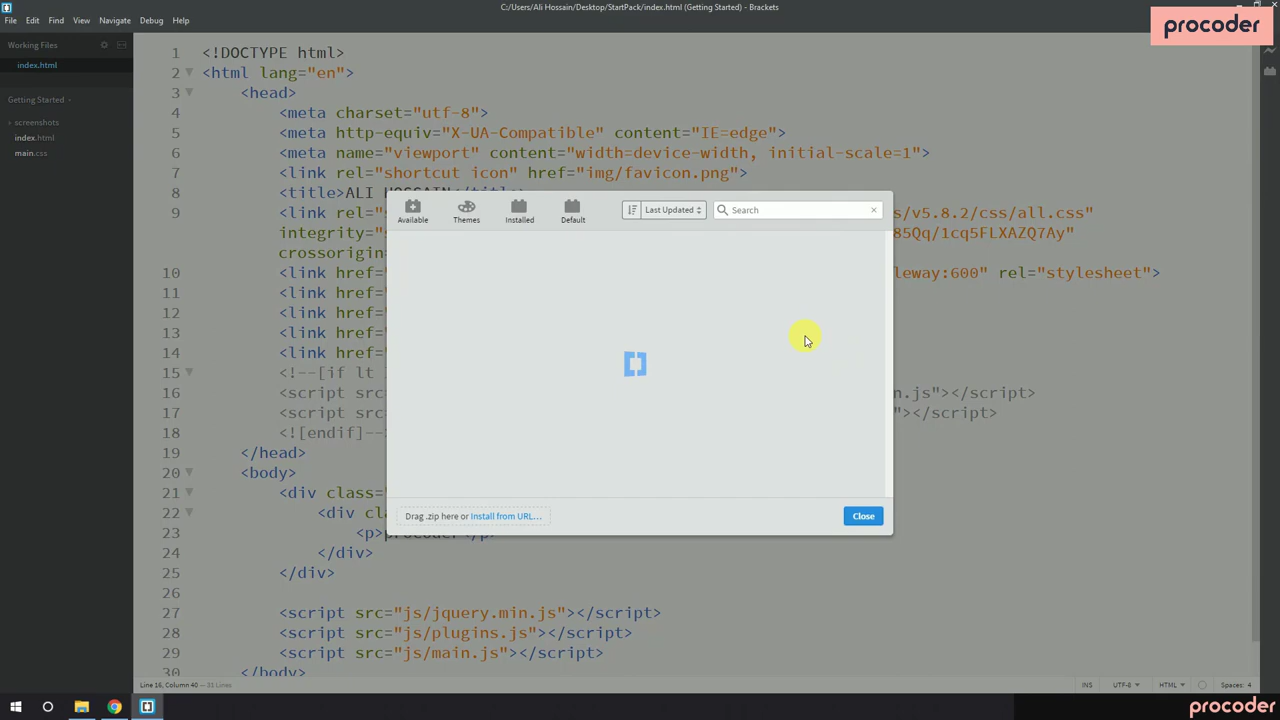 C:/Users/Ali Hossain/Desktop/StartPack/index.html (Getting Started) - Brackets
procoder
File Edit Find View Navigate Debug Help
Working Files
index.html
Getting Started
screenshots
index.html
main.css
1 <!DOCTYPE html>
2 <html lang="en">
3 <head>
4 <meta charset="utf-8">
5 <meta http-equiv="X-UA-Compatible" content="IE=edge">
6 <meta name="viewport" content="width=device-width, initial-scale=1">
7 <link rel="shortcut icon" href="img/favicon.png">
8 <title>ALI HOSSAIN</title>
9 <link rel= s/v5.8.2/css/all.css"
integrity= 85Qq/1cq5FLXAZQ7Ay"
crossorigin=
10 <link href= leway:600" rel="stylesheet">
11 <link href=
12 <link href=
13 <link href=
14 <link href=
15 <!--[if lt
16 <script src= n.js"></script>
17 <script src= "></script>
18 <![endif]--
19 </head>
20 <body>
21 <div class=
22 <div cla
23 <p>procoder</p>
24 </div>
25 </div>
26
27 <script src="js/jquery.min.js"></script>
28 <script src="js/plugins.js"></script>
29 <script src="js/main.js"></script>
30 </body>
Available Themes Installed Default Last Updated Search
Drag .zip here or Install from URL... Close
Line 16, Column 40 — 31 Lines INS UTF-8 HTML Spaces: 4
procoder